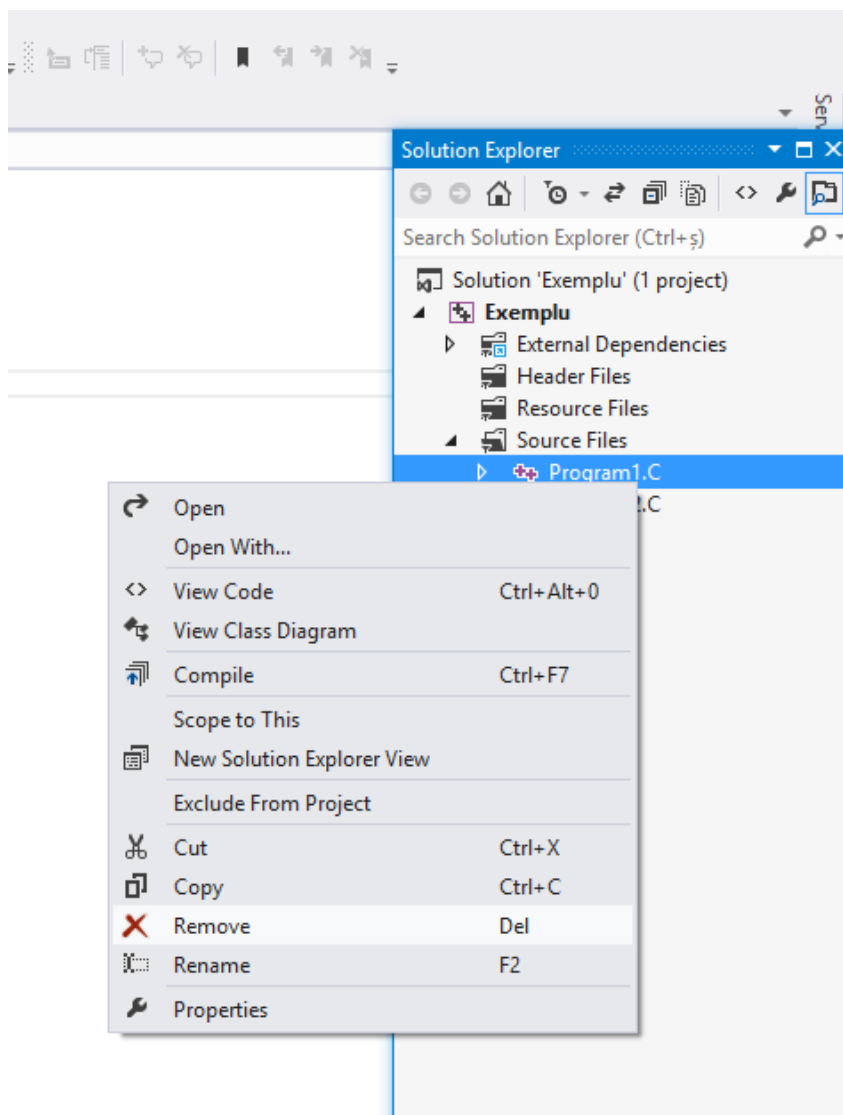 Ser
Solution Explorer
Search Solution Explorer (Ctrl+ș)
Solution 'Exemplu' (1 project)
Exemplu
External Dependencies
Header Files
Resource Files
Source Files
Program1.C
2.C
Open
Open With...
View Code Ctrl+Alt+0
View Class Diagram
Compile Ctrl+F7
Scope to This
New Solution Explorer View
Exclude From Project
Cut Ctrl+X
Copy Ctrl+C
Remove Del
Rename F2
Properties